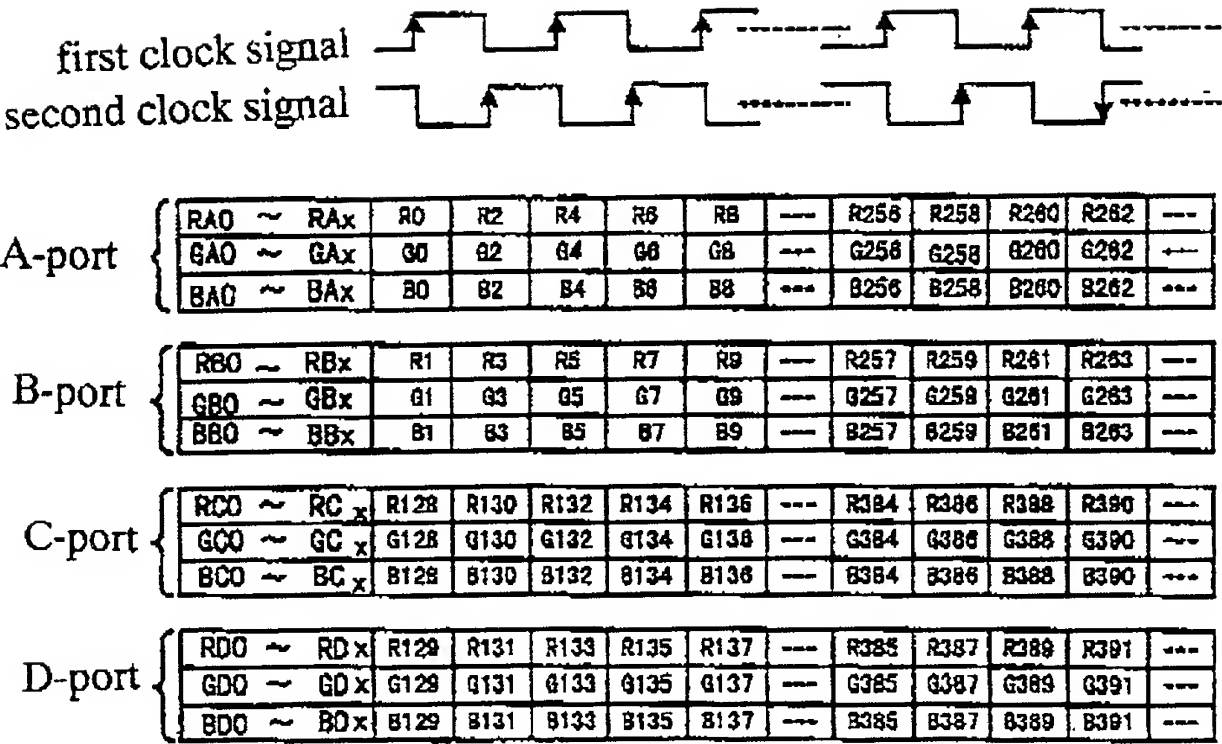 first clock signal
second clock signal
A-port
RA0 ~ RAx R0 R2 R4 R6 R8 --- R256 R258 R260 R262 ---
GA0 ~ GAx G0 G2 G4 G6 G8 --- G256 G258 G260 G262 ---
BA0 ~ BAx B0 B2 B4 B6 B8 --- B256 B258 B260 B262 ---
B-port
RB0 ~ RBx R1 R3 R5 R7 R9 --- R257 R259 R261 R263 ---
GB0 ~ GBx G1 G3 G5 G7 G9 --- G257 G259 G261 G263 ---
BB0 ~ BBx B1 B3 B5 B7 B9 --- B257 B259 B261 B263 ---
C-port
RC0 ~ RCx R128 R130 R132 R134 R136 --- R384 R386 R388 R390 ---
GC0 ~ GCx G128 G130 G132 G134 G136 --- G384 G386 G388 G390 ---
BC0 ~ BCx B128 B130 B132 B134 B136 --- B384 B386 B388 B390 ---
D-port
RD0 ~ RDx R129 R131 R133 R135 R137 --- R385 R387 R389 R391 ---
GD0 ~ GDx G129 G131 G133 G135 G137 --- G385 G387 G389 G391 ---
BD0 ~ BDx B129 B131 B133 B135 B137 --- B385 B387 B389 B391 ---